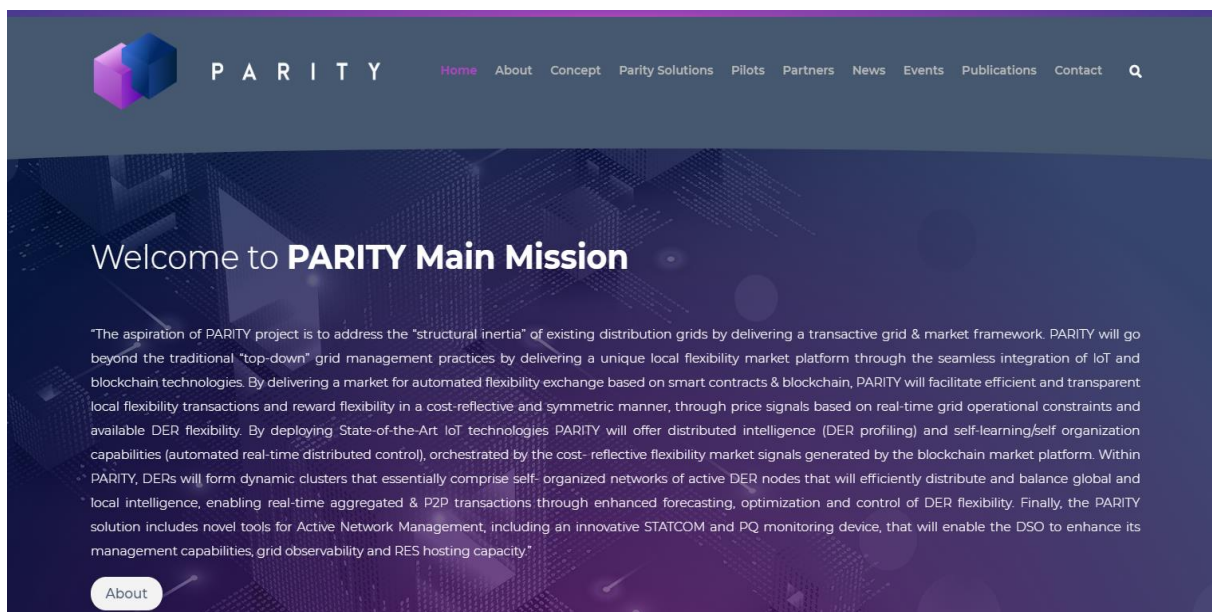 PARITY
Home About Concept Parity Solutions Pilots Partners News Events Publications Contact
Welcome to PARITY Main Mission
"The aspiration of PARITY project is to address the "structural inertia" of existing distribution grids by delivering a transactive grid & market framework. PARITY will go
beyond the traditional "top-down" grid management practices by delivering a unique local flexibility market platform through the seamless integration of IoT and
blockchain technologies. By delivering a market for automated flexibility exchange based on smart contracts & blockchain, PARITY will facilitate efficient and transparent
local flexibility transactions and reward flexibility in a cost-reflective and symmetric manner, through price signals based on real-time grid operational constraints and
available DER flexibility. By deploying State-of-the-Art IoT technologies PARITY will offer distributed intelligence (DER profiling) and self-learning/self organization
capabilities (automated real-time distributed control), orchestrated by the cost- reflective flexibility market signals generated by the blockchain market platform. Within
PARITY, DERs will form dynamic clusters that essentially comprise self- organized networks of active DER nodes that will efficiently distribute and balance global and
local intelligence, enabling real-time aggregated & P2P transactions through enhanced forecasting, optimization and control of DER flexibility. Finally, the PARITY
solution includes novel tools for Active Network Management, including an innovative STATCOM and PQ monitoring device, that will enable the DSO to enhance its
management capabilities, grid observability and RES hosting capacity."
About